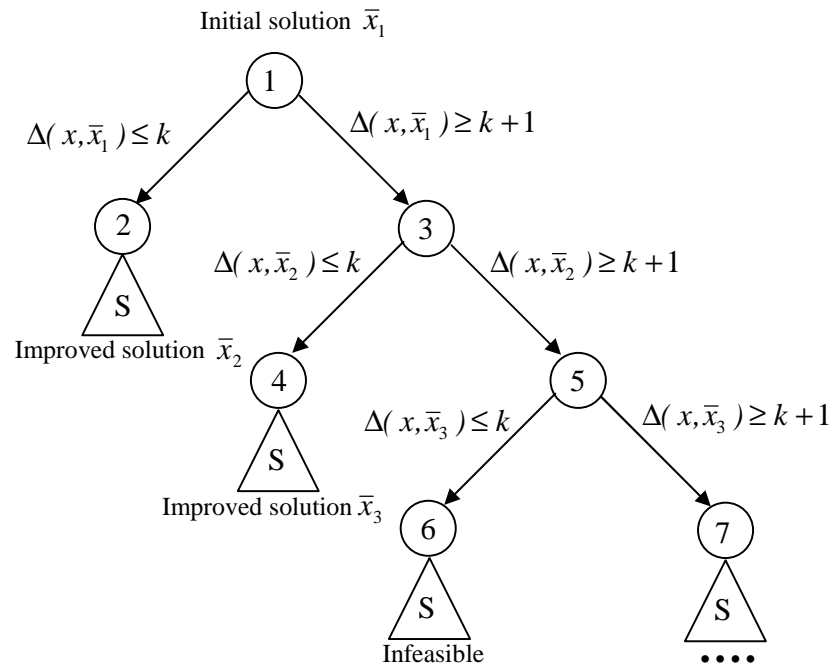 Initial solution x̄₁
1
Δ( x,x̄₁ ) ≤ k
Δ( x,x̄₁ ) ≥ k + 1
2
3
S
Δ( x,x̄₂ ) ≤ k
Δ( x,x̄₂ ) ≥ k + 1
Improved solution x̄₂
4
5
S
Δ( x,x̄₃ ) ≤ k
Δ( x,x̄₃ ) ≥ k + 1
Improved solution x̄₃
6
7
S
S
Infeasible
••••